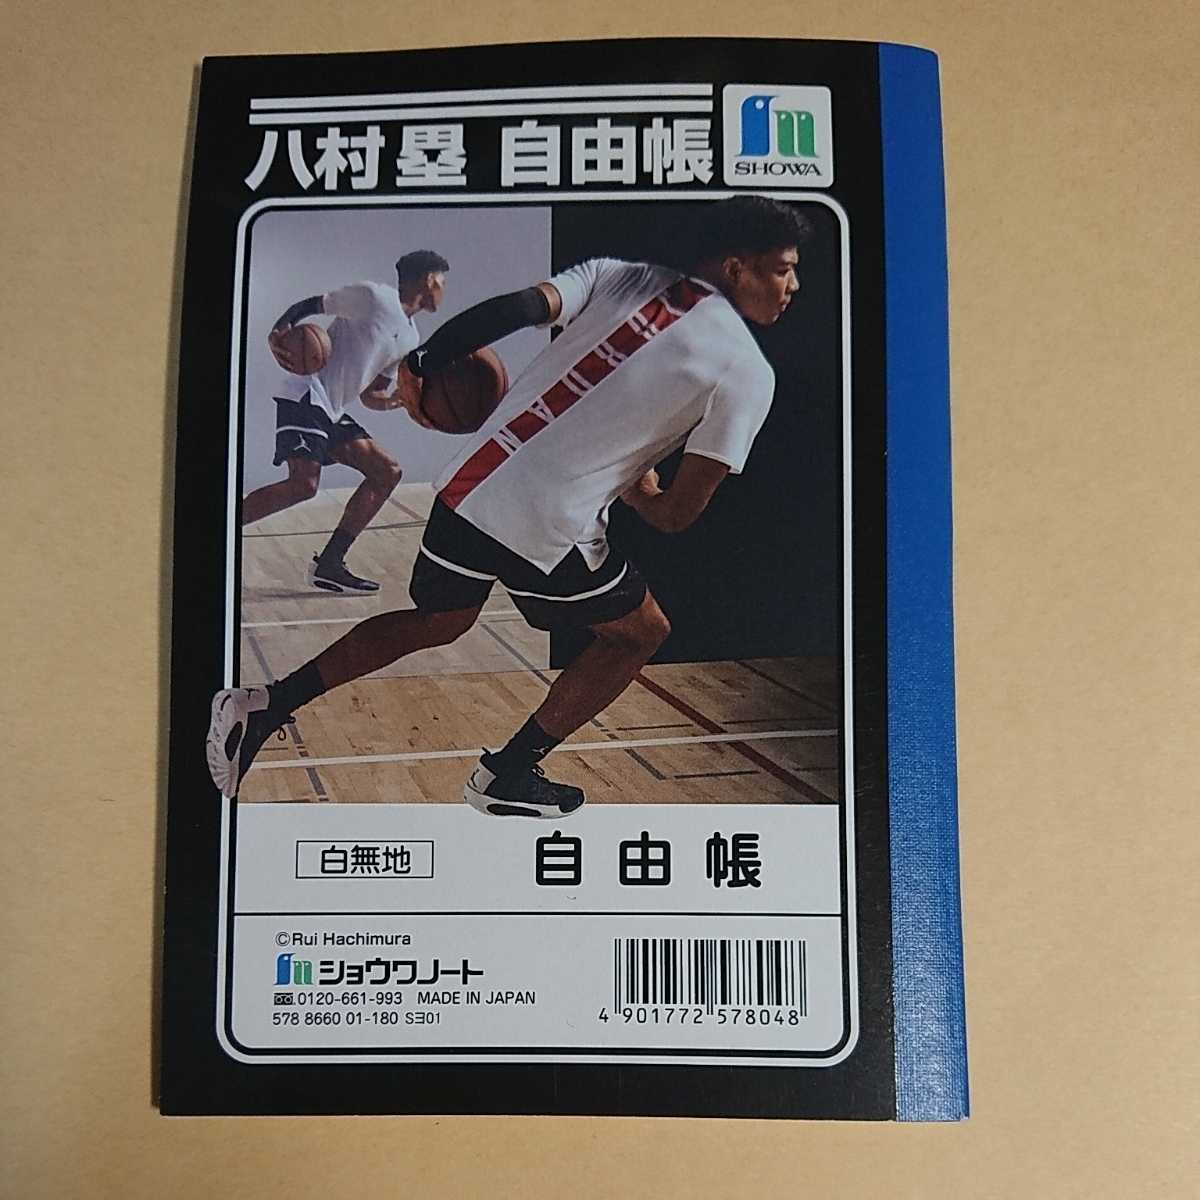 八村 塁 自由帳
SHOWA
JORDAN
白無地
自由帳
©Rui Hachimura
ショウワノート
0120-661-993 MADE IN JAPAN
578 8660 01-180 Sヨ01
4 901772 578048